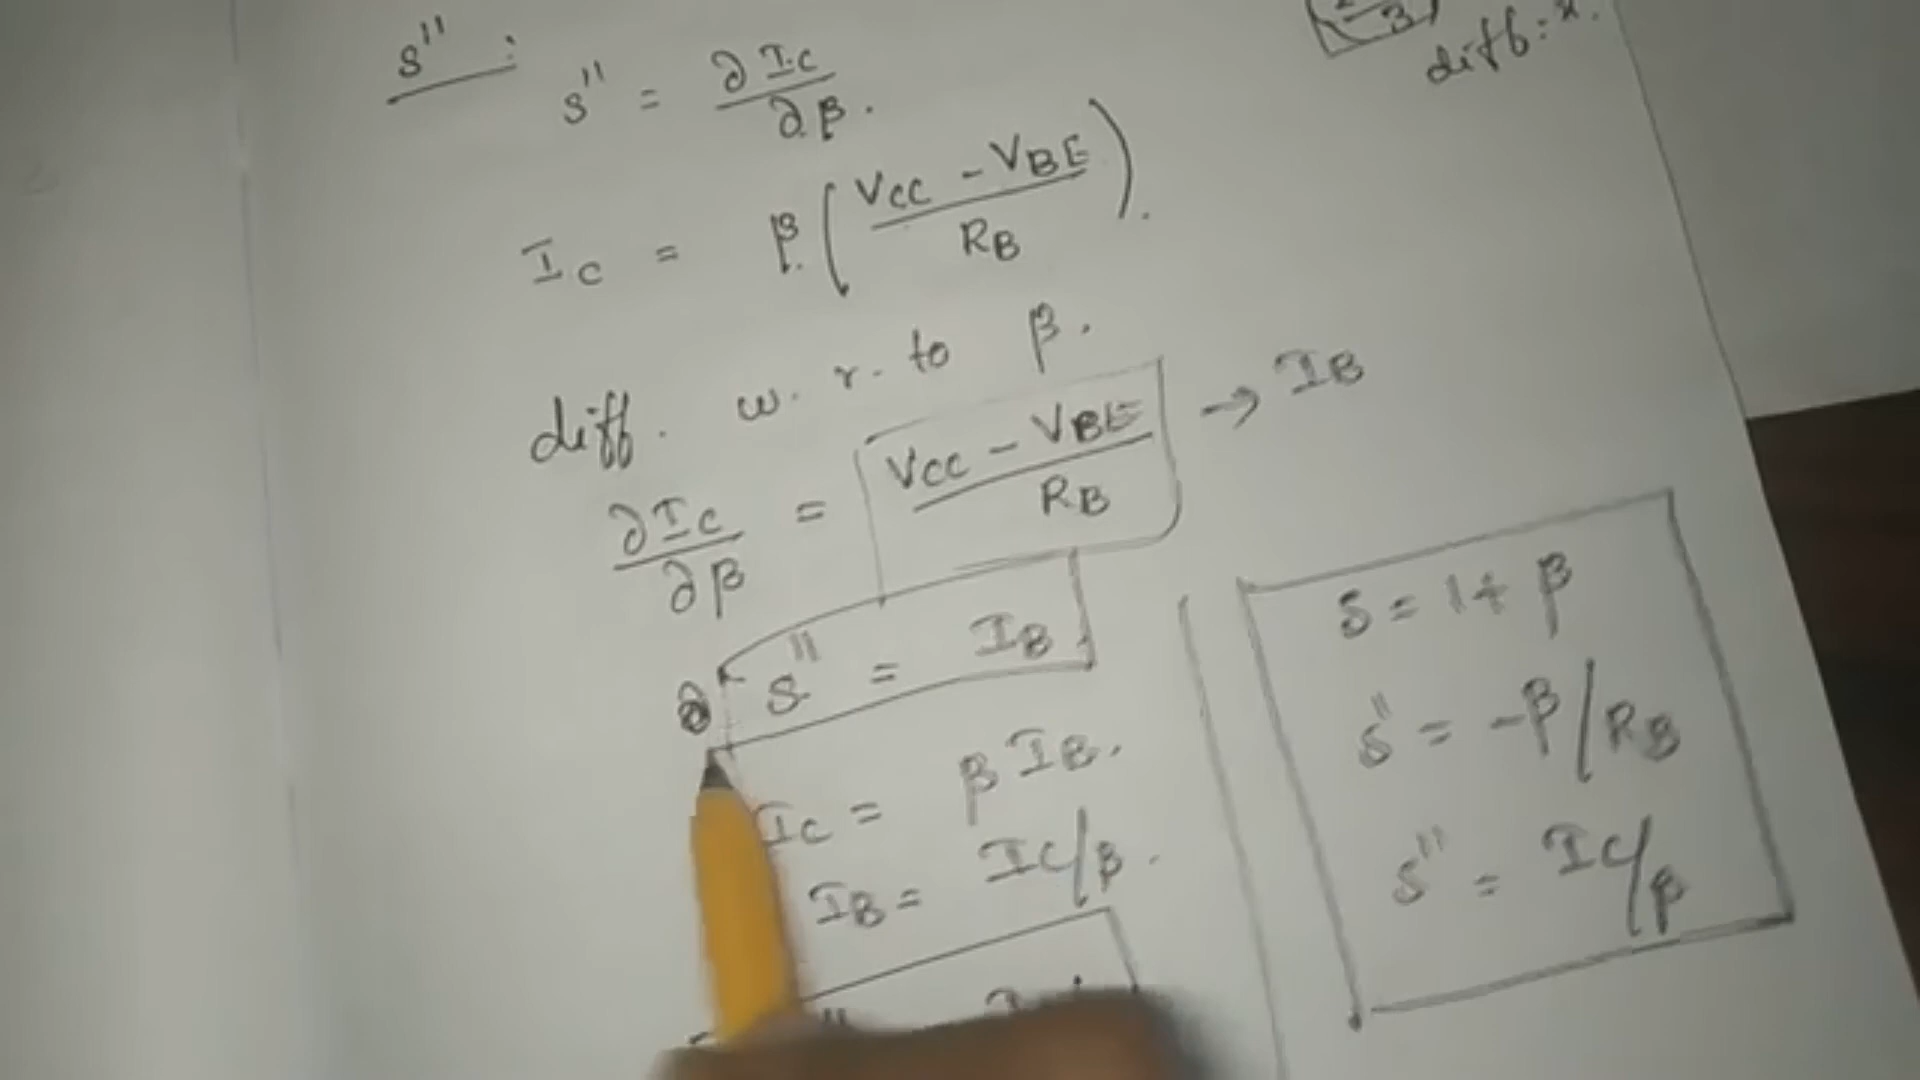 S'' :
S'' = ∂IC / ∂β.
IC = β. ( VCC - VBE / RB ).
diff. w. r. to β.
∂IC / ∂β = VCC - VBE / RB → IB
S'' = IB
IC = β IB.
IB = IC/β.
diff: x.
S = 1+ β
S'' = -β/RB
S'' = IC/β